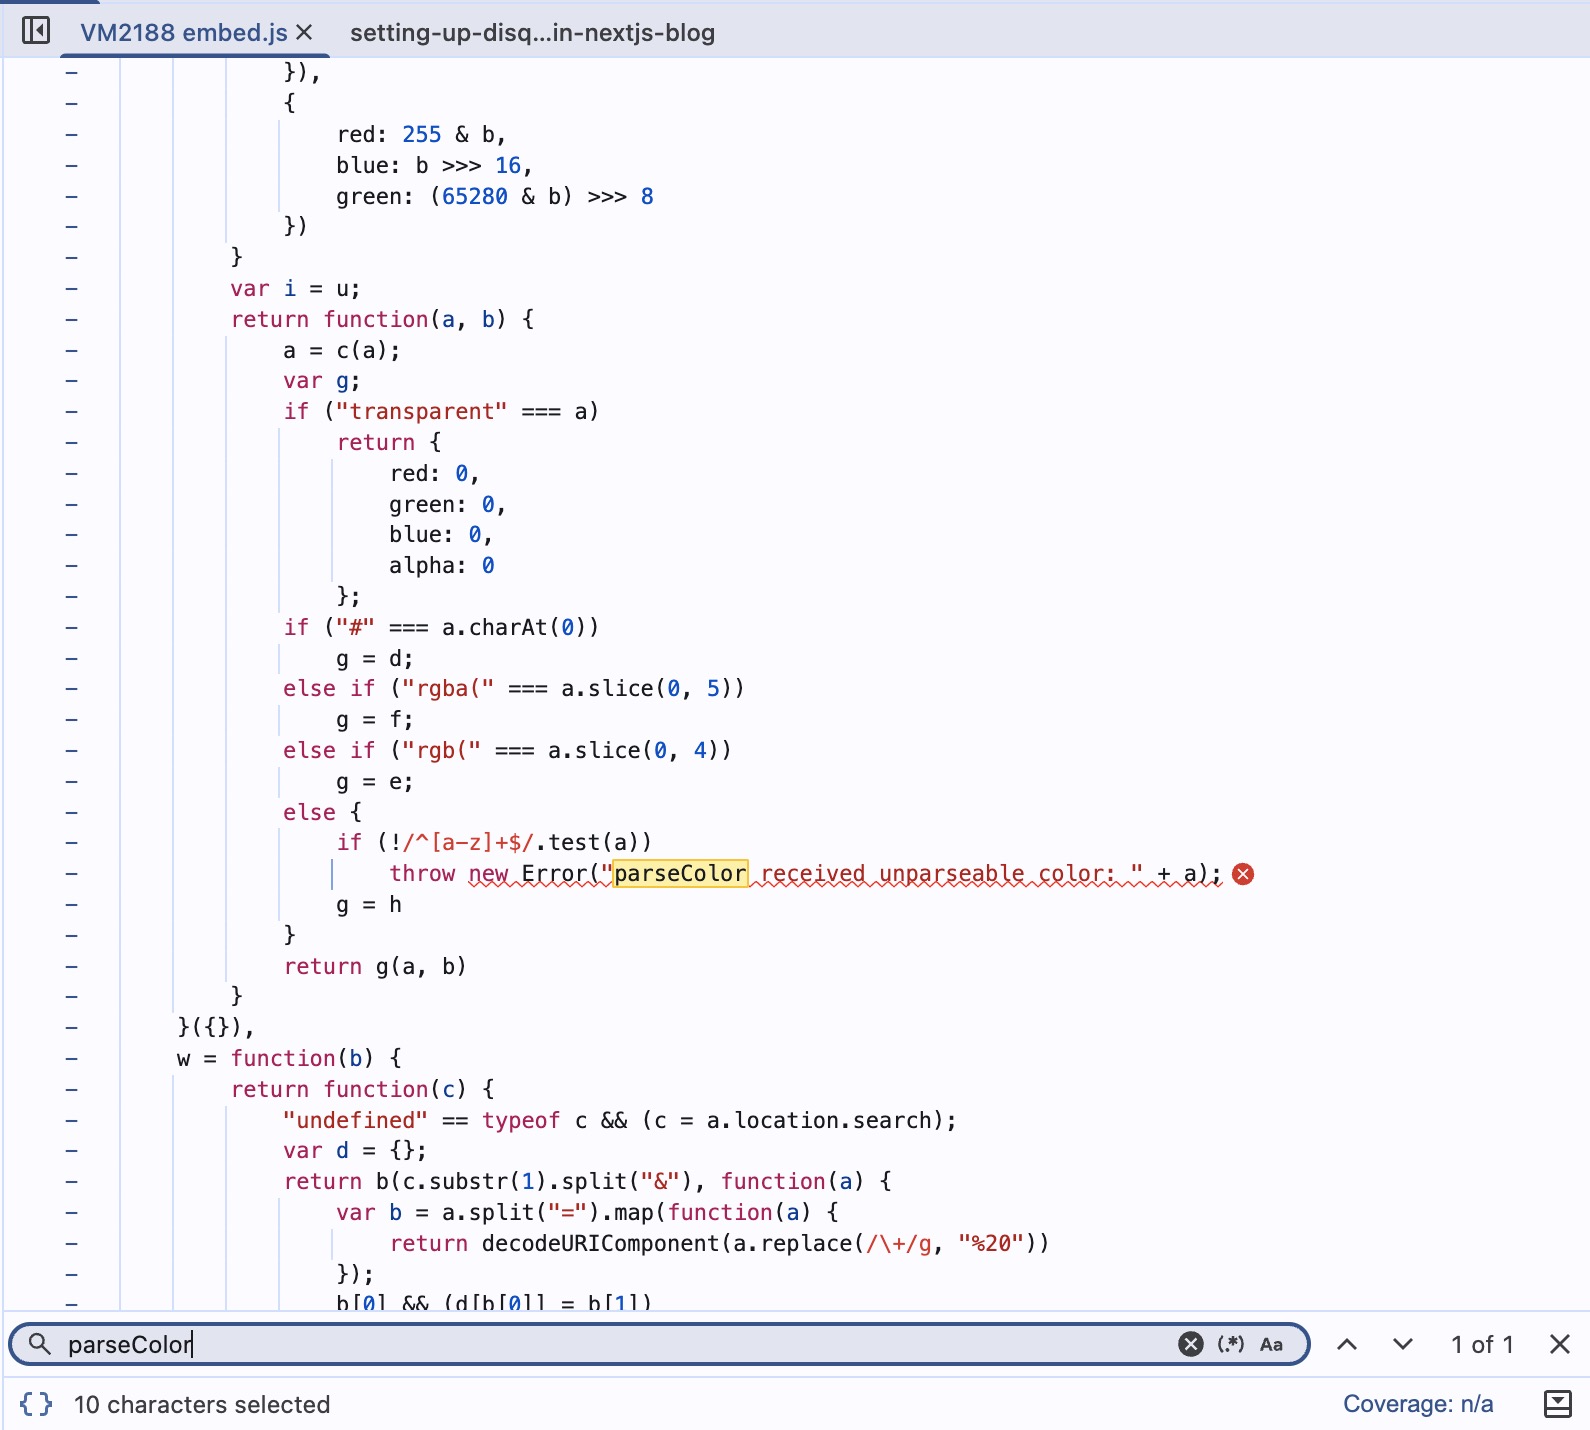 VM2188 embed.js × setting-up-disq...in-nextjs-blog
}),
{
red: 255 & b,
blue: b >>> 16,
green: (65280 & b) >>> 8
})
}
var i = u;
return function(a, b) {
a = c(a);
var g;
if ("transparent" === a)
return {
red: 0,
green: 0,
blue: 0,
alpha: 0
};
if ("#" === a.charAt(0))
g = d;
else if ("rgba(" === a.slice(0, 5))
g = f;
else if ("rgb(" === a.slice(0, 4))
g = e;
else {
if (!/^[a-z]+$/.test(a))
throw new Error("parseColor received unparseable color: " + a);
g = h
}
return g(a, b)
}
}({}),
w = function(b) {
return function(c) {
"undefined" == typeof c && (c = a.location.search);
var d = {};
return b(c.substr(1).split("&"), function(a) {
var b = a.split("=").map(function(a) {
return decodeURIComponent(a.replace(/\+/g, "%20"))
});
b[0] && (d[b[0]] = b[1])
parseColor (.*) Aa 1 of 1
{} 10 characters selected Coverage: n/a